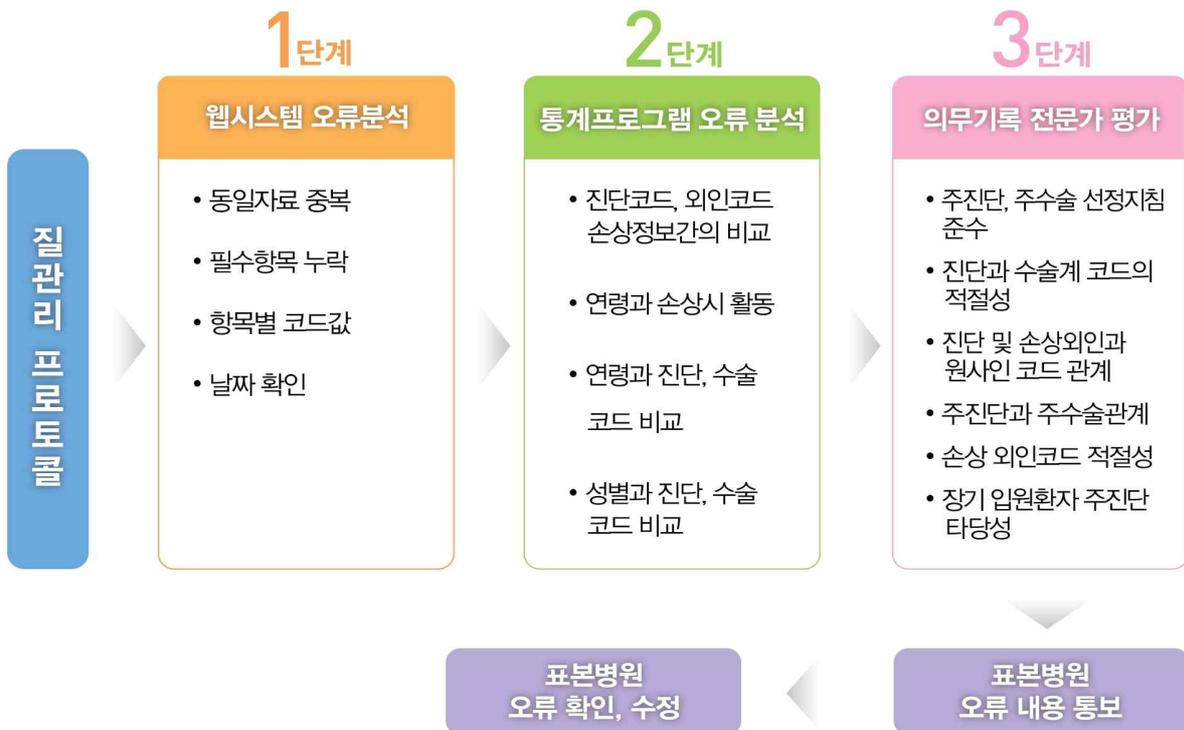 질관리 프로토콜
1단계
웹시스템 오류분석
• 동일자료 중복
• 필수항목 누락
• 항목별 코드값
• 날짜 확인
2단계
통계프로그램 오류 분석
• 진단코드, 외인코드
손상정보간의 비교
• 연령과 손상시 활동
• 연령과 진단, 수술
코드 비교
• 성별과 진단, 수술
코드 비교
3단계
의무기록 전문가 평가
• 주진단, 주수술 선정지침
준수
• 진단과 수술계 코드의
적절성
• 진단 및 손상외인과
원사인 코드 관계
• 주진단과 주수술관계
• 손상 외인코드 적절성
• 장기 입원환자 주진단
타당성
표본병원
오류 내용 통보
표본병원
오류 확인, 수정